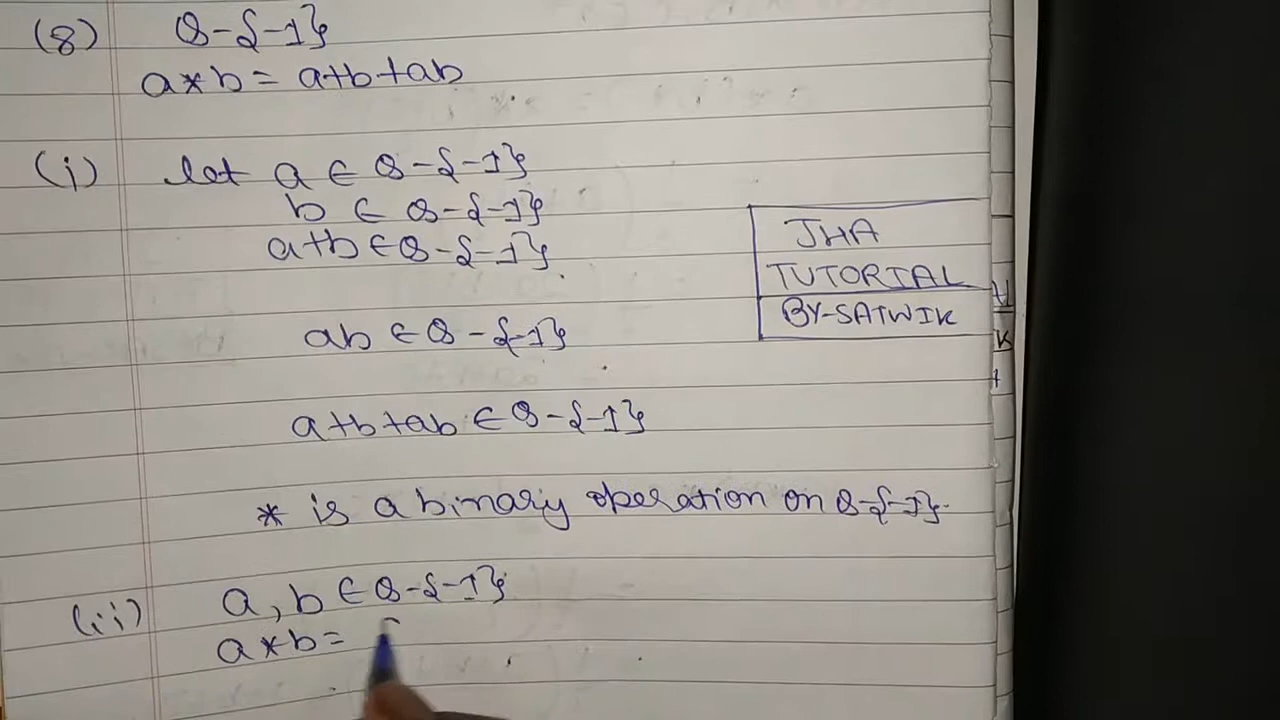 (8) Q-{-1}
a*b = a+b+ab
(i) let a ∈ Q-{-1}
b ∈ Q-{-1}
a+b ∈ Q-{-1}.
ab ∈ Q-{-1}
a+b+ab ∈ Q-{-1}
* is a binary operation on Q-{-1}.
(ii) a, b ∈ Q-{-1}
a*b =
JHA
TUTORIAL
BY-SATWIK